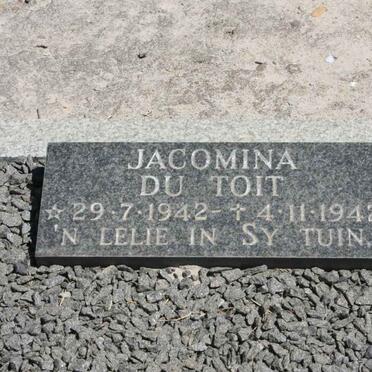 JACOMINA
DU TOIT
☆ 29·7·1942 - ✝ 4·11·1942
'N LELIE IN SY TUIN.